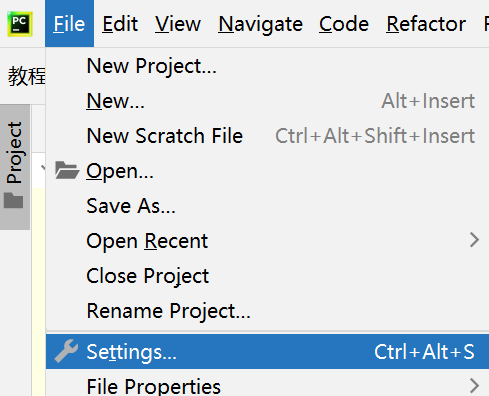 PC
File Edit View Navigate Code Refactor
教程
New Project...
New... Alt+Insert
New Scratch File Ctrl+Alt+Shift+Insert
Open...
Save As...
Open Recent
Close Project
Rename Project...
Settings... Ctrl+Alt+S
File Properties
Project